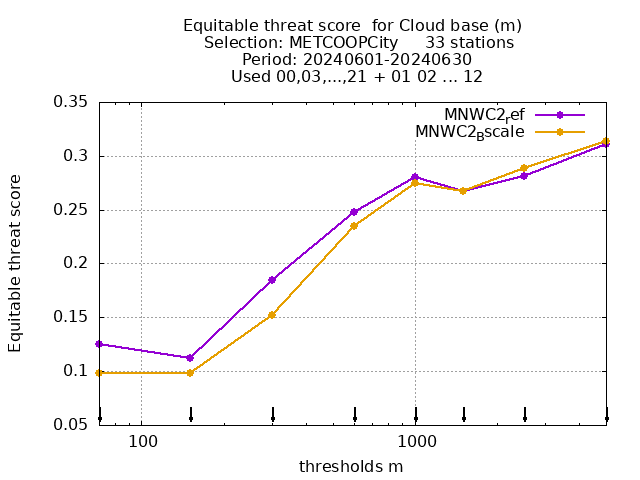 Equitable threat score  for Cloud base (m)
Selection: METCOOPCity     33 stations
Period: 20240601-20240630
Used 00,03,...,21 + 01 02 ... 12
MNWC2ref
MNWC2Bscale
0.35
0.3
0.25
0.2
0.15
0.1
0.05
Equitable threat score
100
1000
thresholds m